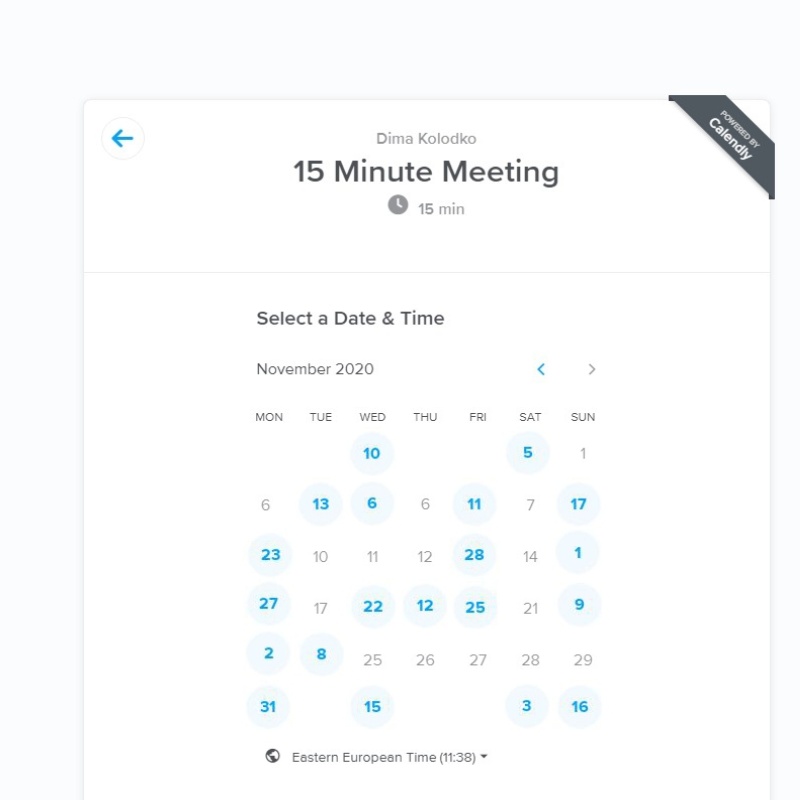 POWERED BY
Calendly
Dima Kolodko
15 Minute Meeting
15 min
Select a Date & Time
November 2020
MON TUE WED THU FRI SAT SUN
10 5 1
6 13 6 6 11 7 17
23 10 11 12 28 14 1
27 17 22 12 25 21 9
2 8 25 26 27 28 29
31 15 3 16
Eastern European Time (11:38)